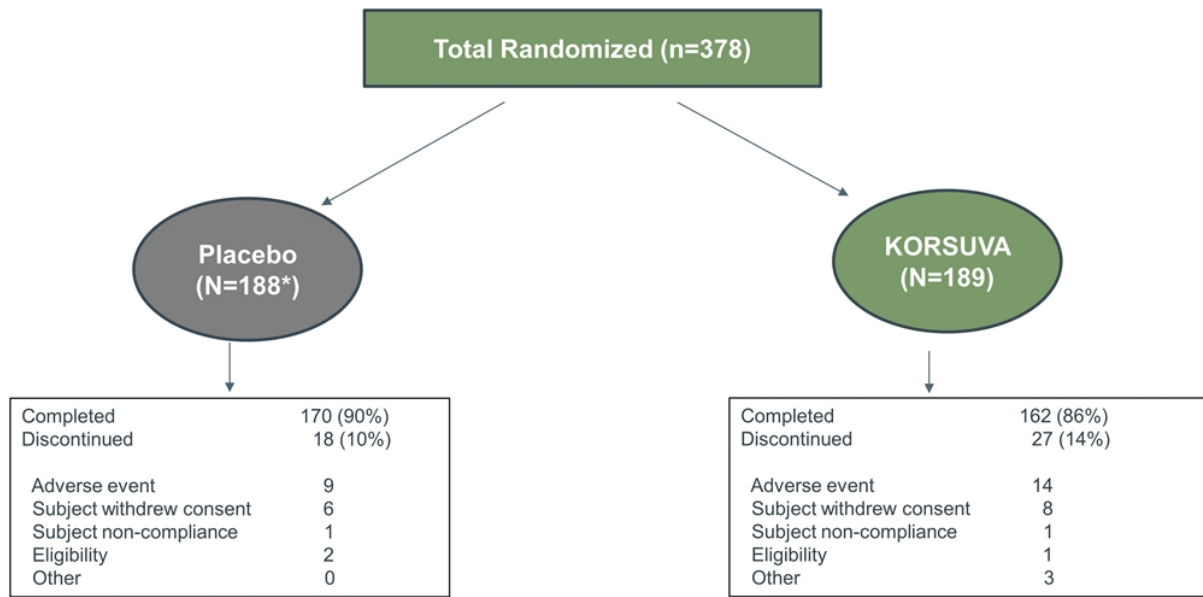 Total Randomized (n=378)
Placebo
(N=188*)
KORSUVA
(N=189)
Completed 170 (90%)
Discontinued 18 (10%)
Adverse event 9
Subject withdrew consent 6
Subject non-compliance 1
Eligibility 2
Other 0
Completed 162 (86%)
Discontinued 27 (14%)
Adverse event 14
Subject withdrew consent 8
Subject non-compliance 1
Eligibility 1
Other 3